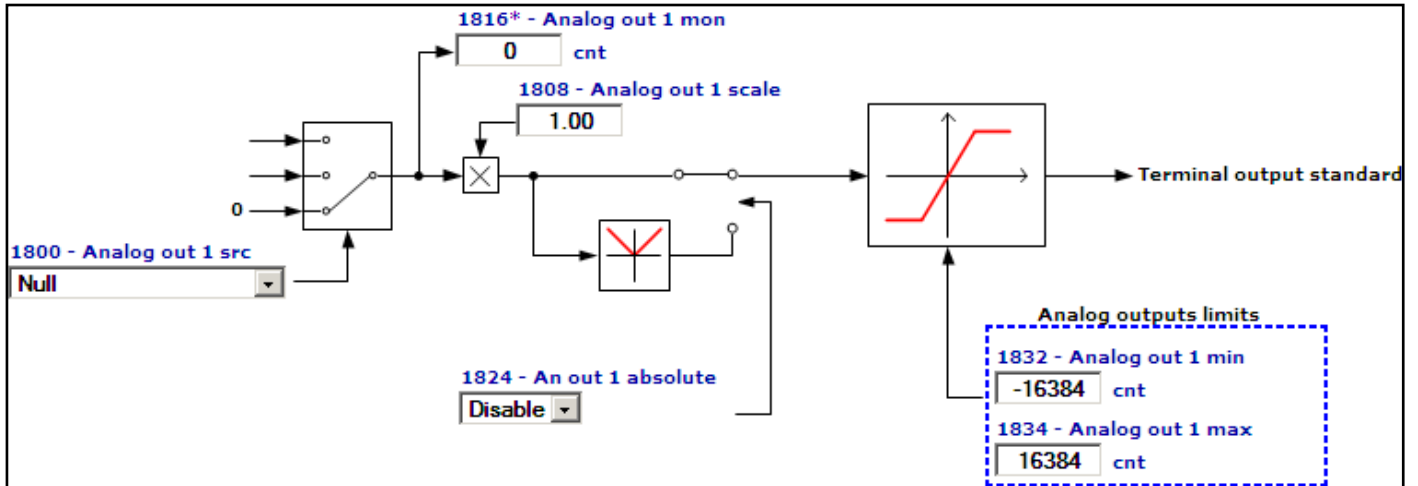 1816* - Analog out 1 mon
0 cnt
1808 - Analog out 1 scale
1.00
0
Terminal output standard
1800 - Analog out 1 src
Null
Analog outputs limits
1832 - Analog out 1 min
-16384 cnt
1824 - An out 1 absolute
Disable
1834 - Analog out 1 max
16384 cnt